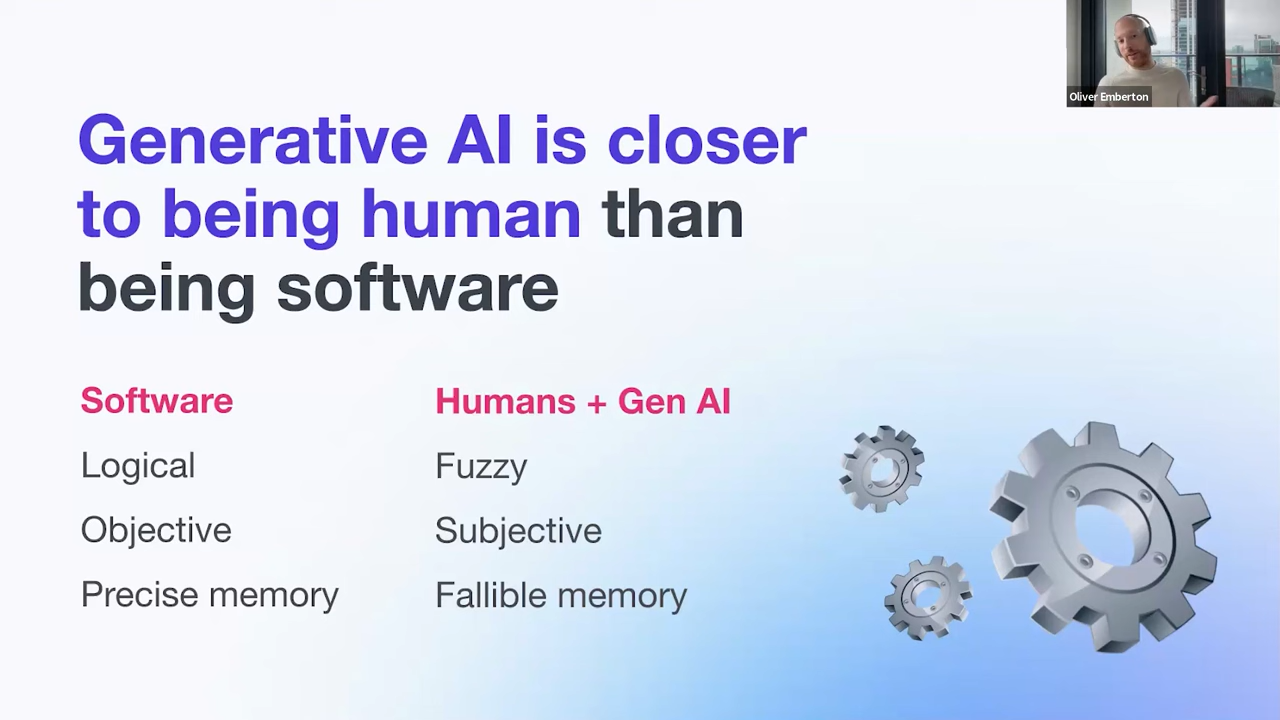 Oliver Emberton
Generative AI is closer
to being human than
being software
Software
Humans + Gen AI
Logical
Fuzzy
Objective
Subjective
Precise memory
Fallible memory